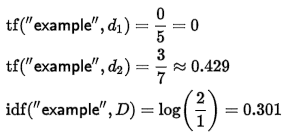 tf("example", d₁) = 0/5 = 0
tf("example", d₂) = 3/7 ≈ 0.429
idf("example", D) = log(2/1) = 0.301